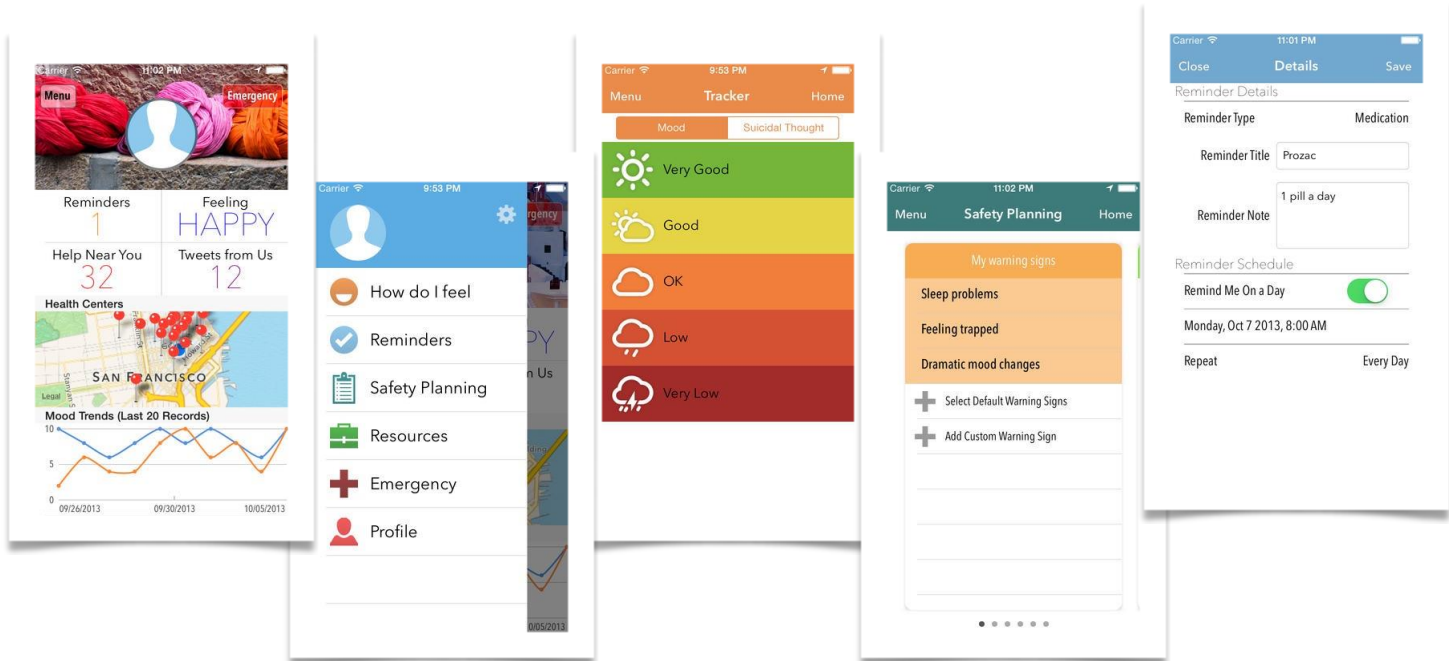 Carrier 11:02 PM
Menu Emergency
Reminders Feeling
1 HAPPY
Help Near You Tweets from Us
32 12
Health Centers
SAN FRANCISCO
Legal
Mood Trends (Last 20 Records)
10
5
0
09/26/2013 09/30/2013 10/05/2013
Carrier 9:53 PM
rgency
How do I feel
Reminders
PY
Safety Planning
n Us
Resources
Emergency
Profile
0/05/2013
Carrier 9:53 PM
Menu Tracker Home
Mood Suicidal Thought
Very Good
Good
OK
Low
Very Low
Carrier 11:02 PM
Menu Safety Planning Home
My warning signs
Sleep problems
Feeling trapped
Dramatic mood changes
Select Default Warning Signs
Add Custom Warning Sign
Carrier 11:01 PM
Close Details Save
Reminder Details
Reminder Type Medication
Reminder Title Prozac
Reminder Note 1 pill a day
Reminder Schedule
Remind Me On a Day
Monday, Oct 7 2013, 8:00 AM
Repeat Every Day